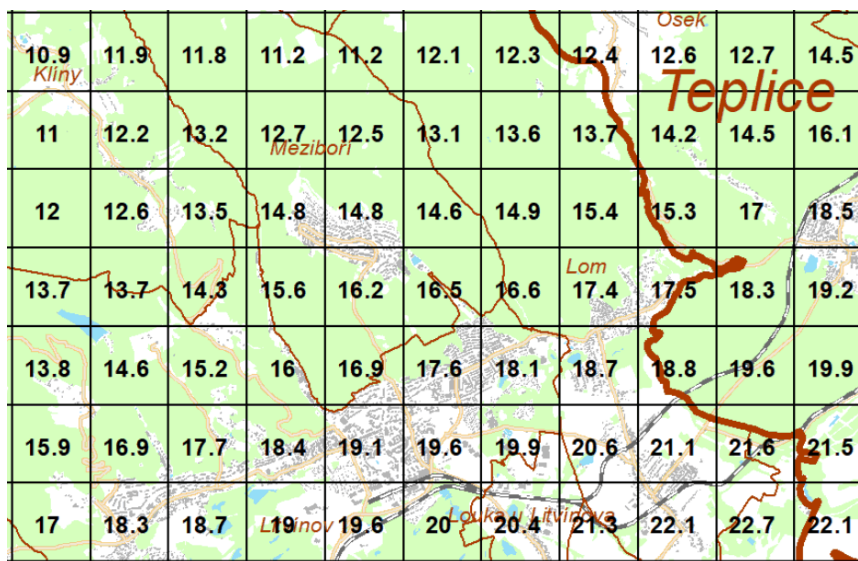 Osek
10.9 11.9 11.8 11.2 11.2 12.1 12.3 12.4 12.6 12.7 14.5
Klíny
Teplice
11 12.2 13.2 12.7 12.5 13.1 13.6 13.7 14.2 14.5 16.1
Meziboří
12 12.6 13.5 14.8 14.8 14.6 14.9 15.4 15.3 17 18.5
Lom
13.7 13.7 14.3 15.6 16.2 16.5 16.6 17.4 17.5 18.3 19.2
13.8 14.6 15.2 16 16.9 17.6 18.1 18.7 18.8 19.6 19.9
15.9 16.9 17.7 18.4 19.1 19.6 19.9 20.6 21.1 21.6 21.5
Louka u Litvínova
17 18.3 18.7 19 19.6 20 20.4 21.3 22.1 22.7 22.1
Litvínov